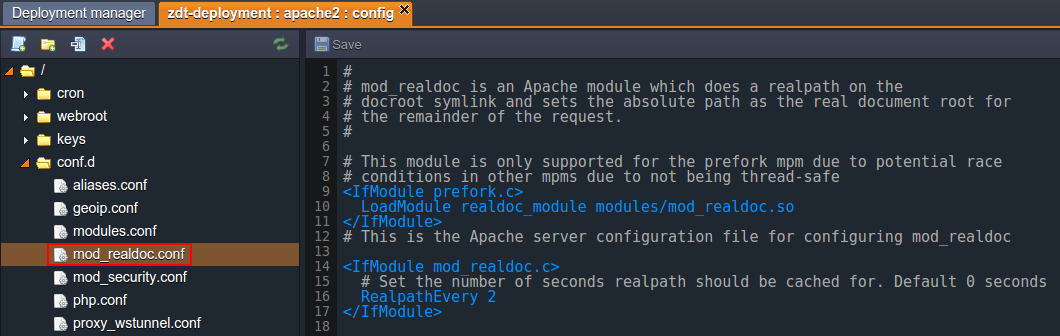 Deployment manager
zdt-deployment : apache2 : config
Save
/
cron
webroot
keys
conf.d
aliases.conf
geoip.conf
modules.conf
mod_realdoc.conf
mod_security.conf
php.conf
proxy_wstunnel.conf
1 #
2 # mod_realdoc is an Apache module which does a realpath on the
3 # docroot symlink and sets the absolute path as the real document root for
4 # the remainder of the request.
5 #
6
7 # This module is only supported for the prefork mpm due to potential race
8 # conditions in other mpms due to not being thread-safe
9 <IfModule prefork.c>
10   LoadModule realdoc_module modules/mod_realdoc.so
11 </IfModule>
12 # This is the Apache server configuration file for configuring mod_realdoc
13
14 <IfModule mod_realdoc.c>
15   # Set the number of seconds realpath should be cached for. Default 0 seconds
16   RealpathEvery 2
17 </IfModule>
18